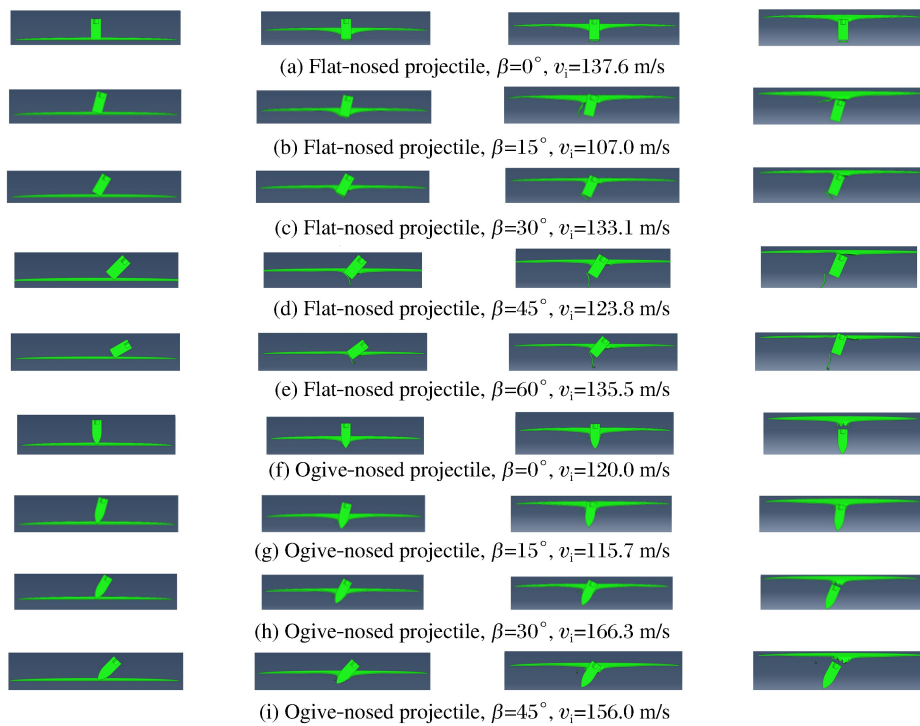 (a) Flat-nosed projectile, β=0°, vᵢ=137.6 m/s
(b) Flat-nosed projectile, β=15°, vᵢ=107.0 m/s
(c) Flat-nosed projectile, β=30°, vᵢ=133.1 m/s
(d) Flat-nosed projectile, β=45°, vᵢ=123.8 m/s
(e) Flat-nosed projectile, β=60°, vᵢ=135.5 m/s
(f) Ogive-nosed projectile, β=0°, vᵢ=120.0 m/s
(g) Ogive-nosed projectile, β=15°, vᵢ=115.7 m/s
(h) Ogive-nosed projectile, β=30°, vᵢ=166.3 m/s
(i) Ogive-nosed projectile, β=45°, vᵢ=156.0 m/s